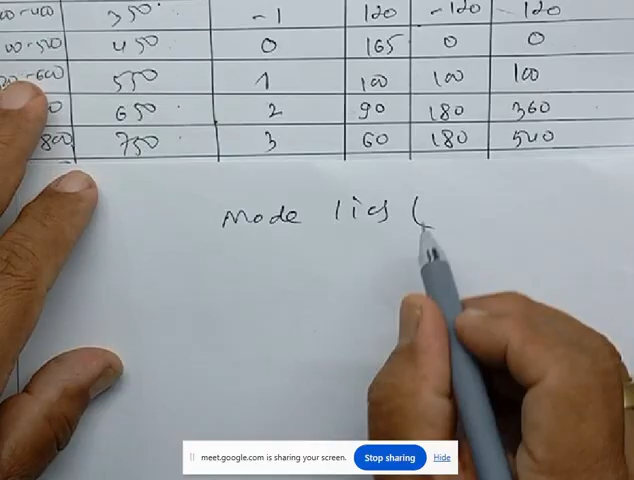 350 -1 120 -120 -120
450 0 165 0 0
-600 550 1 100 100 100
0 650 2 90 180 360
800 750 3 60 180 540
Mode lies (
meet.google.com is sharing your screen. Stop sharing Hide